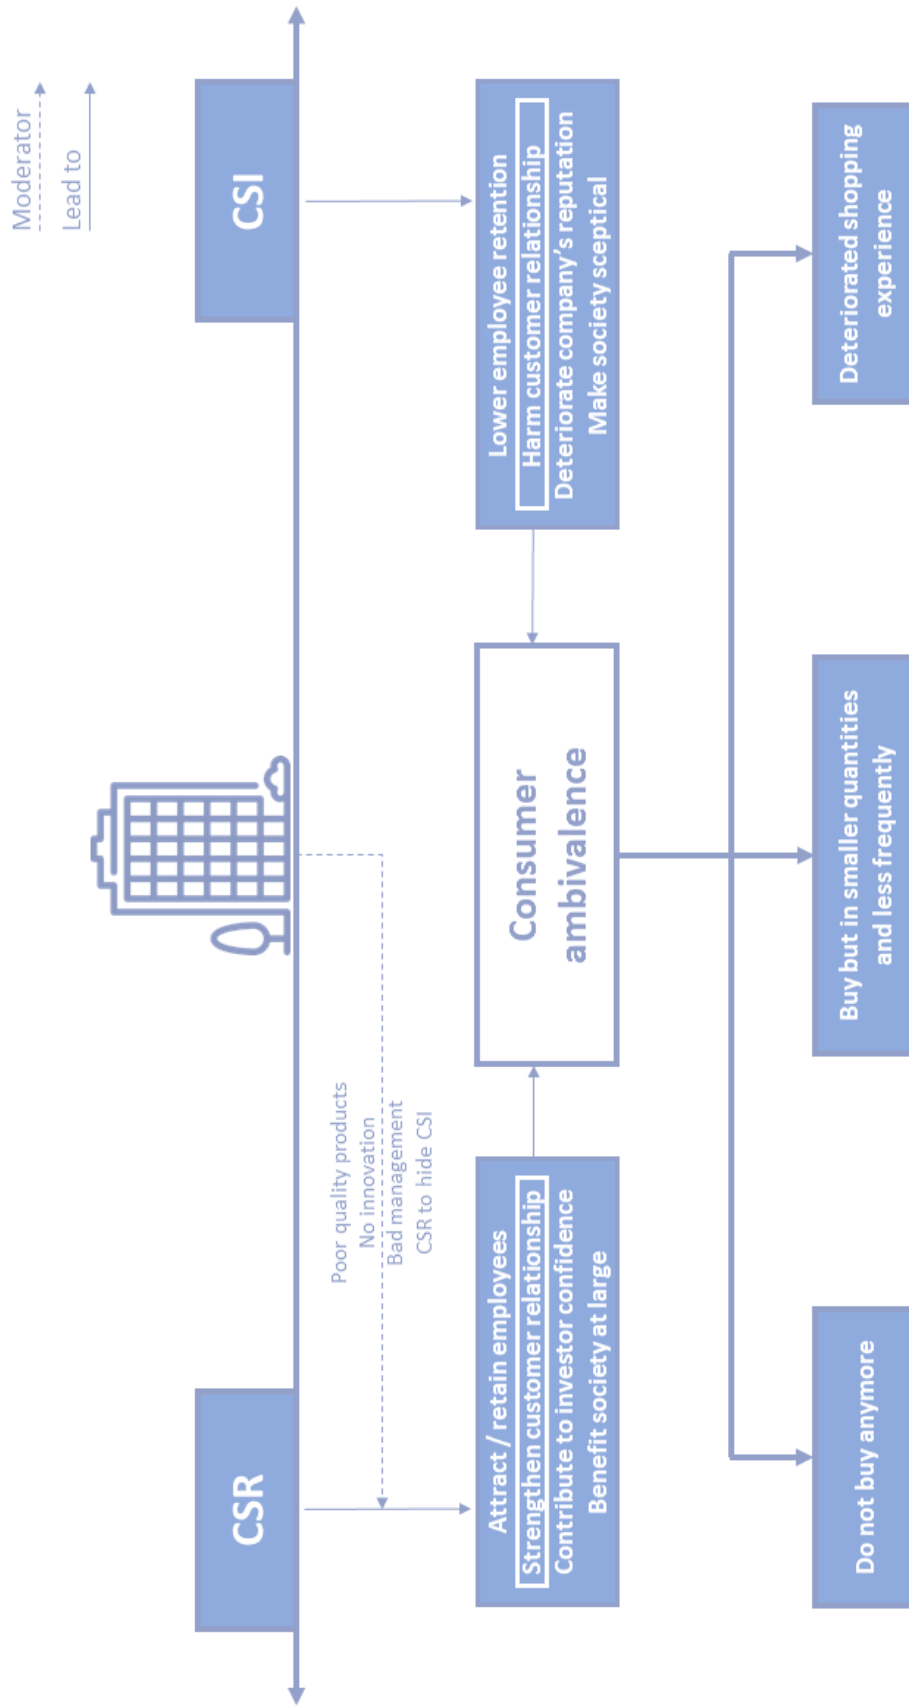 Moderator
Lead to
CSR
CSI
Poor quality products
No innovation
Bad management
CSR to hide CSI
Attract / retain employees
Strengthen customer relationship
Contribute to investor confidence
Benefit society at large
Consumer
ambivalence
Lower employee retention
Harm customer relationship
Deteriorate company's reputation
Make society sceptical
Do not buy anymore
Buy but in smaller quantities
and less frequently
Deteriorated shopping
experience